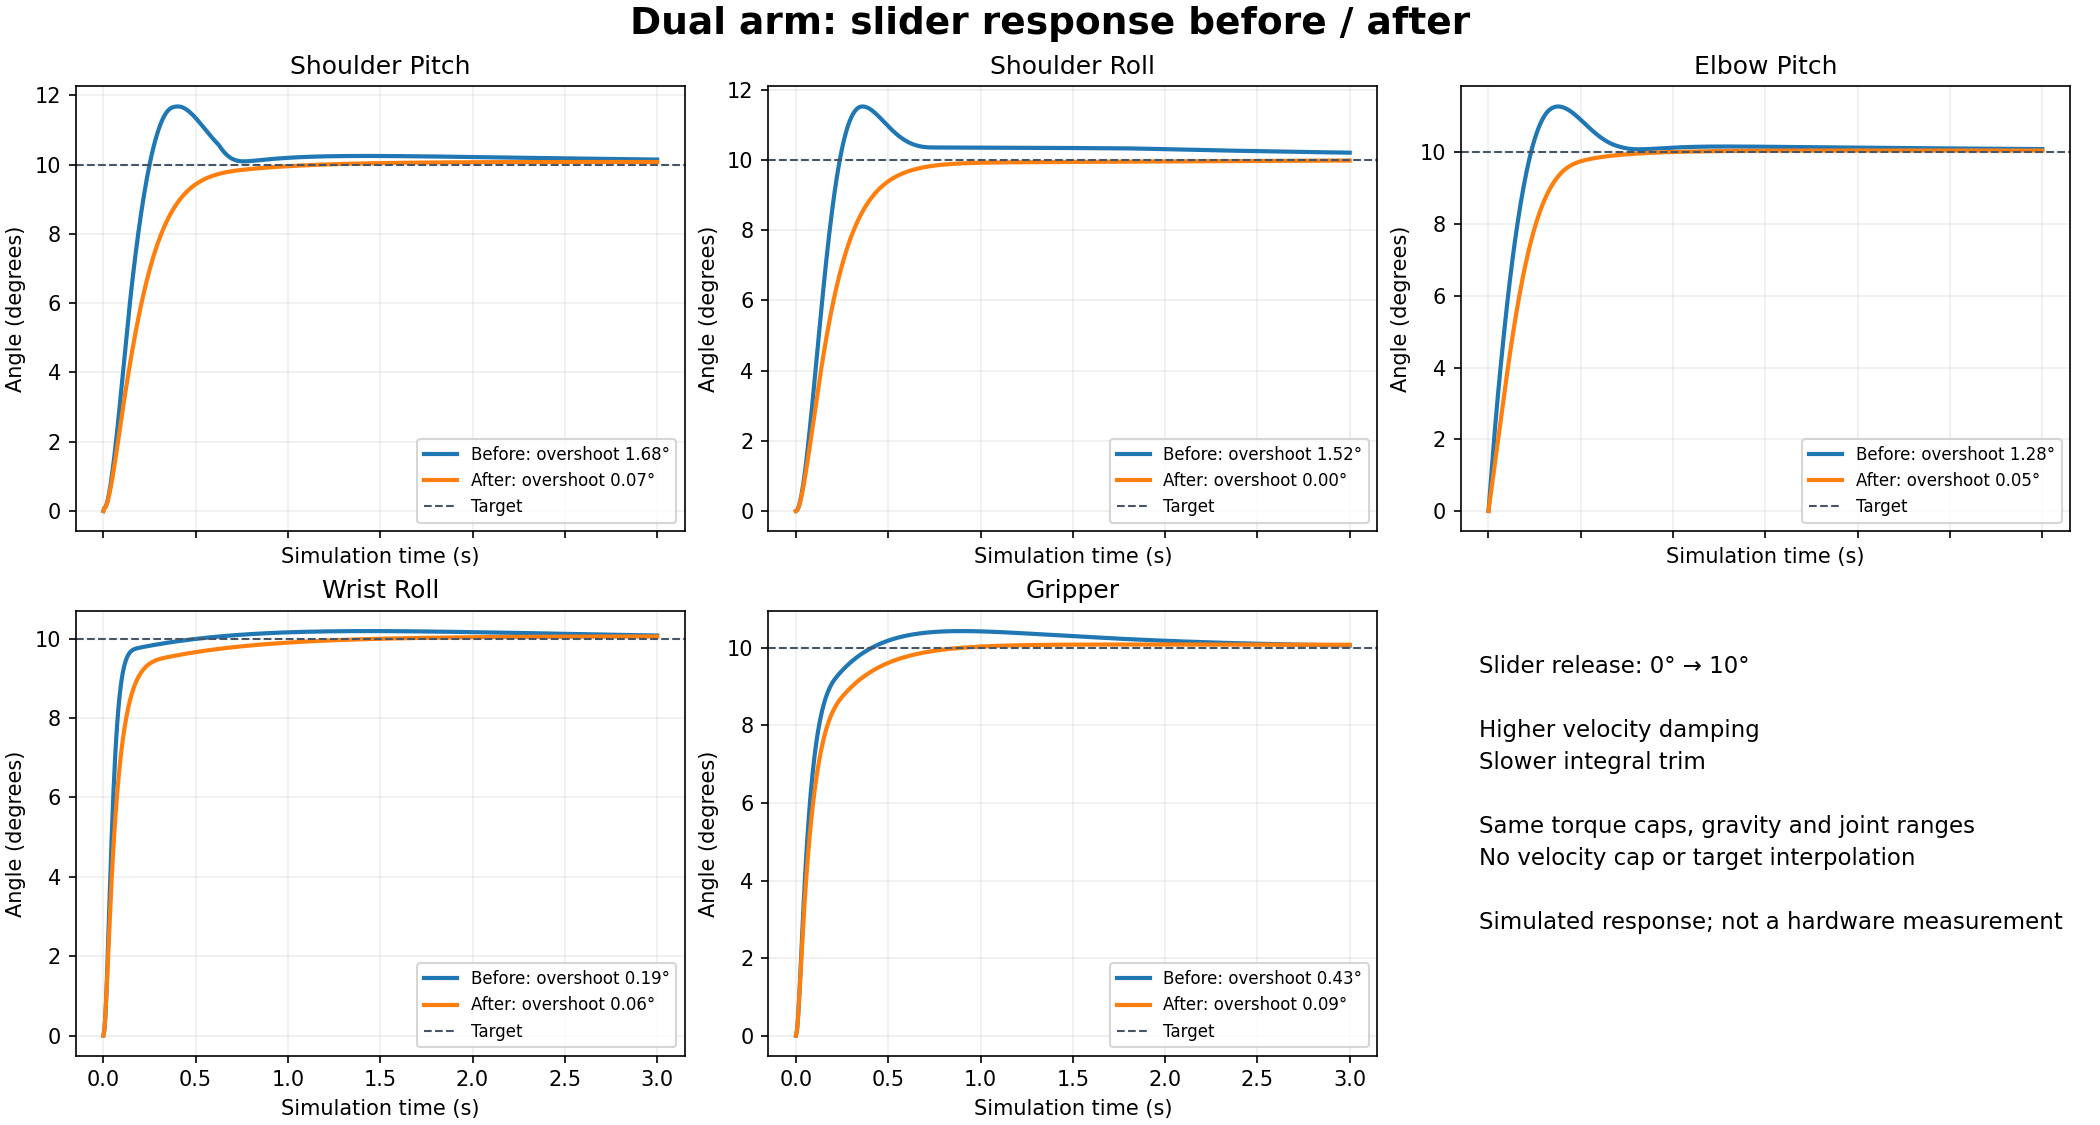 Dual arm: slider response before / after
Shoulder Pitch
12
10
8
6
4
2
0
Angle (degrees)
Before: overshoot 1.68°
After: overshoot 0.07°
Target
Simulation time (s)
Shoulder Roll
12
10
8
6
4
2
0
Angle (degrees)
Before: overshoot 1.52°
After: overshoot 0.00°
Target
Simulation time (s)
Elbow Pitch
10
8
6
4
2
0
Angle (degrees)
Before: overshoot 1.28°
After: overshoot 0.05°
Target
Simulation time (s)
Wrist Roll
10
8
6
4
2
0
Angle (degrees)
Before: overshoot 0.19°
After: overshoot 0.06°
Target
0.0 0.5 1.0 1.5 2.0 2.5 3.0
Simulation time (s)
Gripper
10
8
6
4
2
0
Angle (degrees)
Before: overshoot 0.43°
After: overshoot 0.09°
Target
0.0 0.5 1.0 1.5 2.0 2.5 3.0
Simulation time (s)
Slider release: 0° → 10°
Higher velocity damping
Slower integral trim
Same torque caps, gravity and joint ranges
No velocity cap or target interpolation
Simulated response; not a hardware measurement